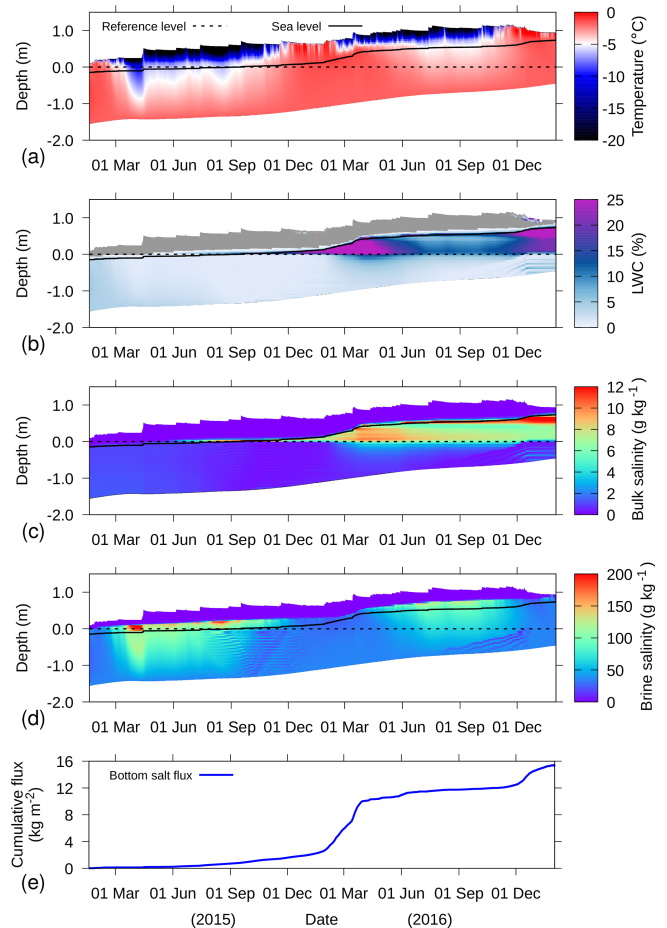 Reference level Sea level
1.0
0.0
-1.0
-2.0
Depth (m)
0
-5
-10
-15
-20
Temperature (°C)
(a)
01 Mar 01 Jun 01 Sep 01 Dec 01 Mar 01 Jun 01 Sep 01 Dec
1.0
0.0
-1.0
-2.0
Depth (m)
25
20
15
10
5
0
LWC (%)
(b)
01 Mar 01 Jun 01 Sep 01 Dec 01 Mar 01 Jun 01 Sep 01 Dec
1.0
0.0
-1.0
-2.0
Depth (m)
12
10
8
6
4
2
0
Bulk salinity (g kg-1)
(c)
01 Mar 01 Jun 01 Sep 01 Dec 01 Mar 01 Jun 01 Sep 01 Dec
1.0
0.0
-1.0
-2.0
Depth (m)
200
150
100
50
0
Brine salinity (g kg-1)
(d)
01 Mar 01 Jun 01 Sep 01 Dec 01 Mar 01 Jun 01 Sep 01 Dec
16
12
8
4
0
Cumulative flux
(kg m-2)
Bottom salt flux
(e)
01 Mar 01 Jun 01 Sep 01 Dec 01 Mar 01 Jun 01 Sep 01 Dec
(2015) Date (2016)